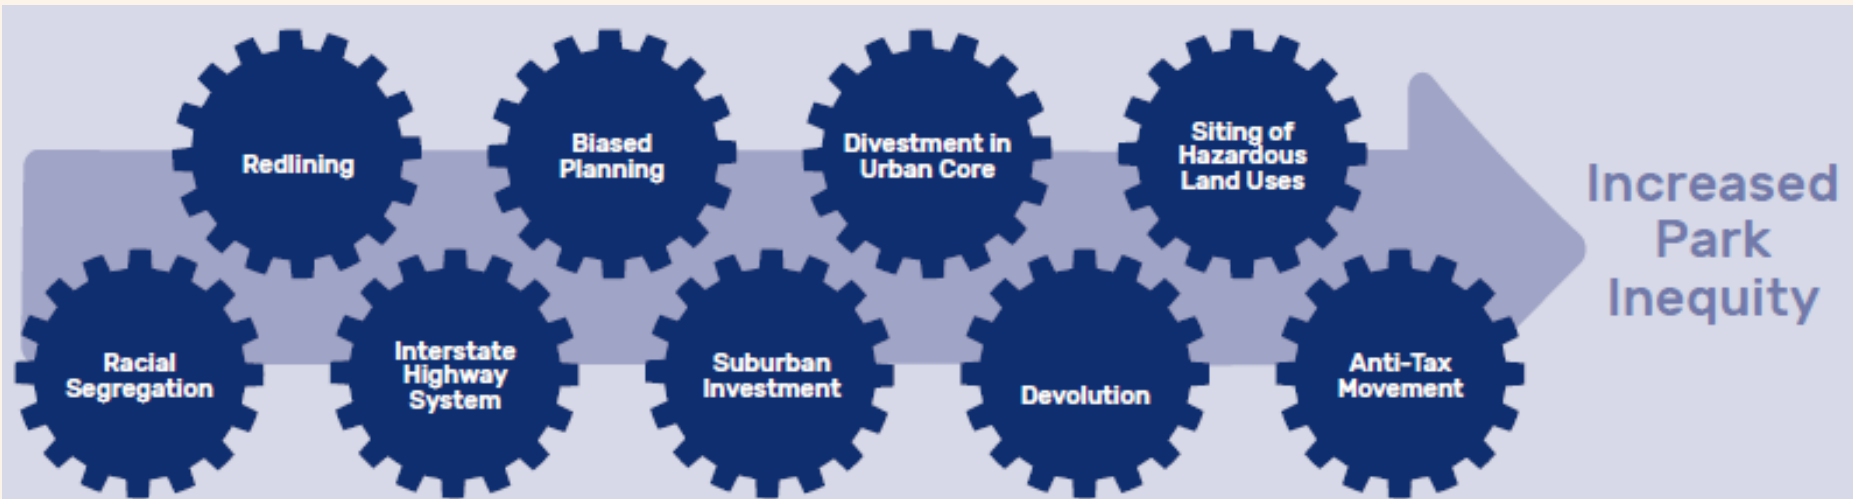 Redlining
Biased
Planning
Divestment in
Urban Core
Siting of
Hazardous
Land Uses
Increased
Park
Inequity
Racial
Segregation
Interstate
Highway
System
Suburban
Investment
Devolution
Anti-Tax
Movement